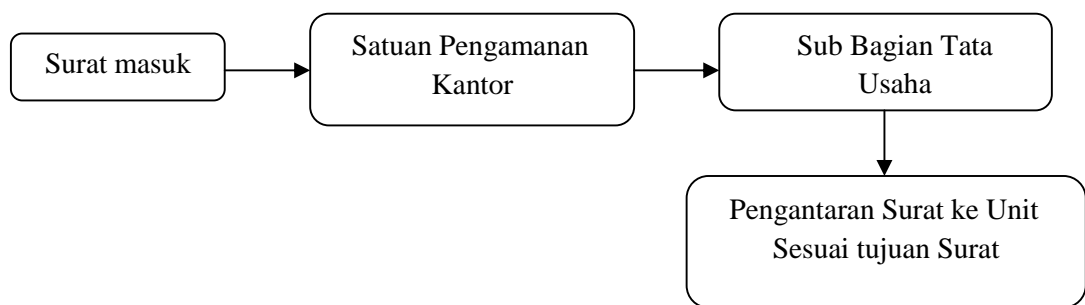 Surat masuk
Satuan Pengamanan
Kantor
Sub Bagian Tata
Usaha
Pengantaran Surat ke Unit
Sesuai tujuan Surat